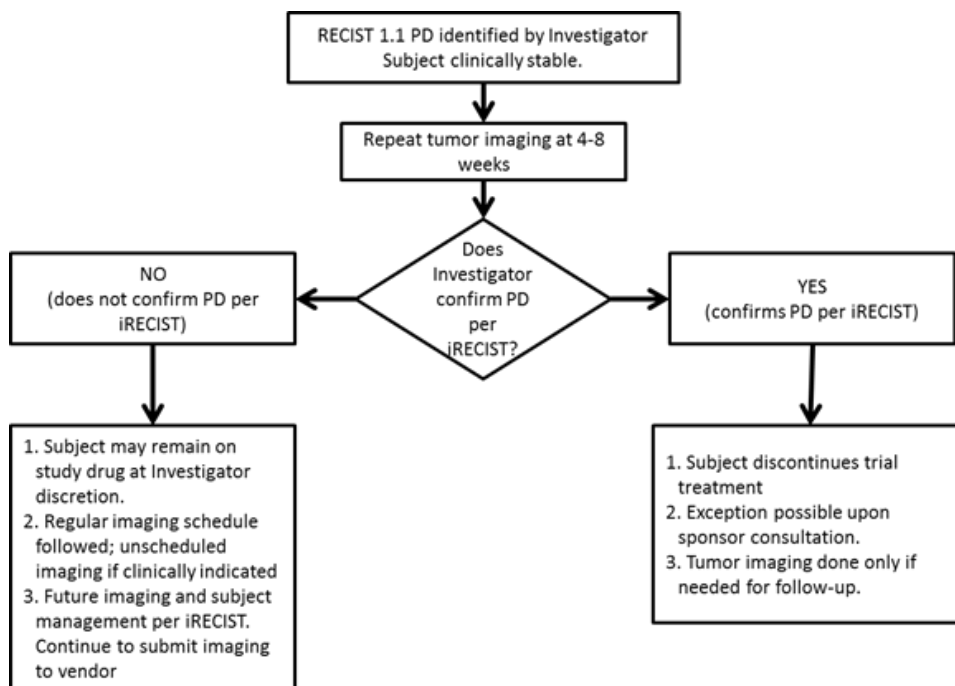 RECIST 1.1 PD identified by Investigator
Subject clinically stable.
Repeat tumor imaging at 4-8
weeks
Does
Investigator
confirm PD
per
iRECIST?
NO
(does not confirm PD per
iRECIST)
YES
(confirms PD per iRECIST)
1. Subject may remain on
study drug at Investigator
discretion.
2. Regular imaging schedule
followed; unscheduled
imaging if clinically indicated
3. Future imaging and subject
management per iRECIST.
Continue to submit imaging
to vendor
1. Subject discontinues trial
treatment
2. Exception possible upon
sponsor consultation.
3. Tumor imaging done only if
needed for follow-up.